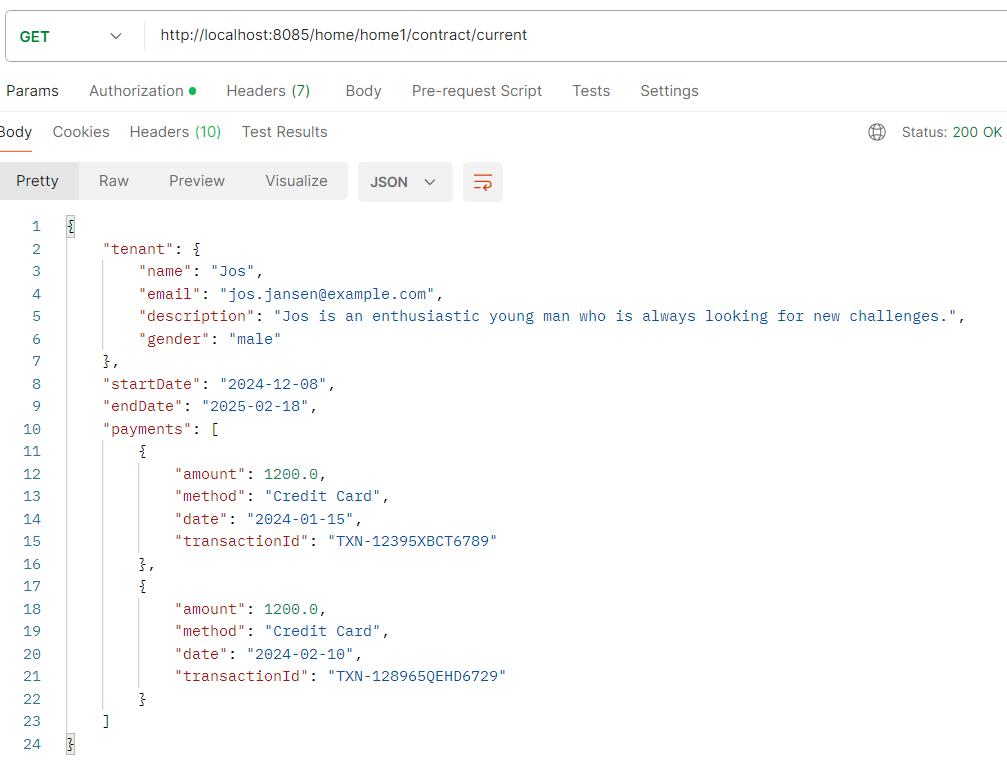 GET http://localhost:8085/home/home1/contract/current
Params Authorization Headers (7) Body Pre-request Script Tests Settings
Body Cookies Headers (10) Test Results Status: 200 OK
Pretty Raw Preview Visualize JSON
1 {
2 "tenant": {
3 "name": "Jos",
4 "email": "jos.jansen@example.com",
5 "description": "Jos is an enthusiastic young man who is always looking for new challenges.",
6 "gender": "male"
7 },
8 "startDate": "2024-12-08",
9 "endDate": "2025-02-18",
10 "payments": [
11 {
12 "amount": 1200.0,
13 "method": "Credit Card",
14 "date": "2024-01-15",
15 "transactionId": "TXN-12395XBCT6789"
16 },
17 {
18 "amount": 1200.0,
19 "method": "Credit Card",
20 "date": "2024-02-10",
21 "transactionId": "TXN-128965QEHD6729"
22 }
23 ]
24 }